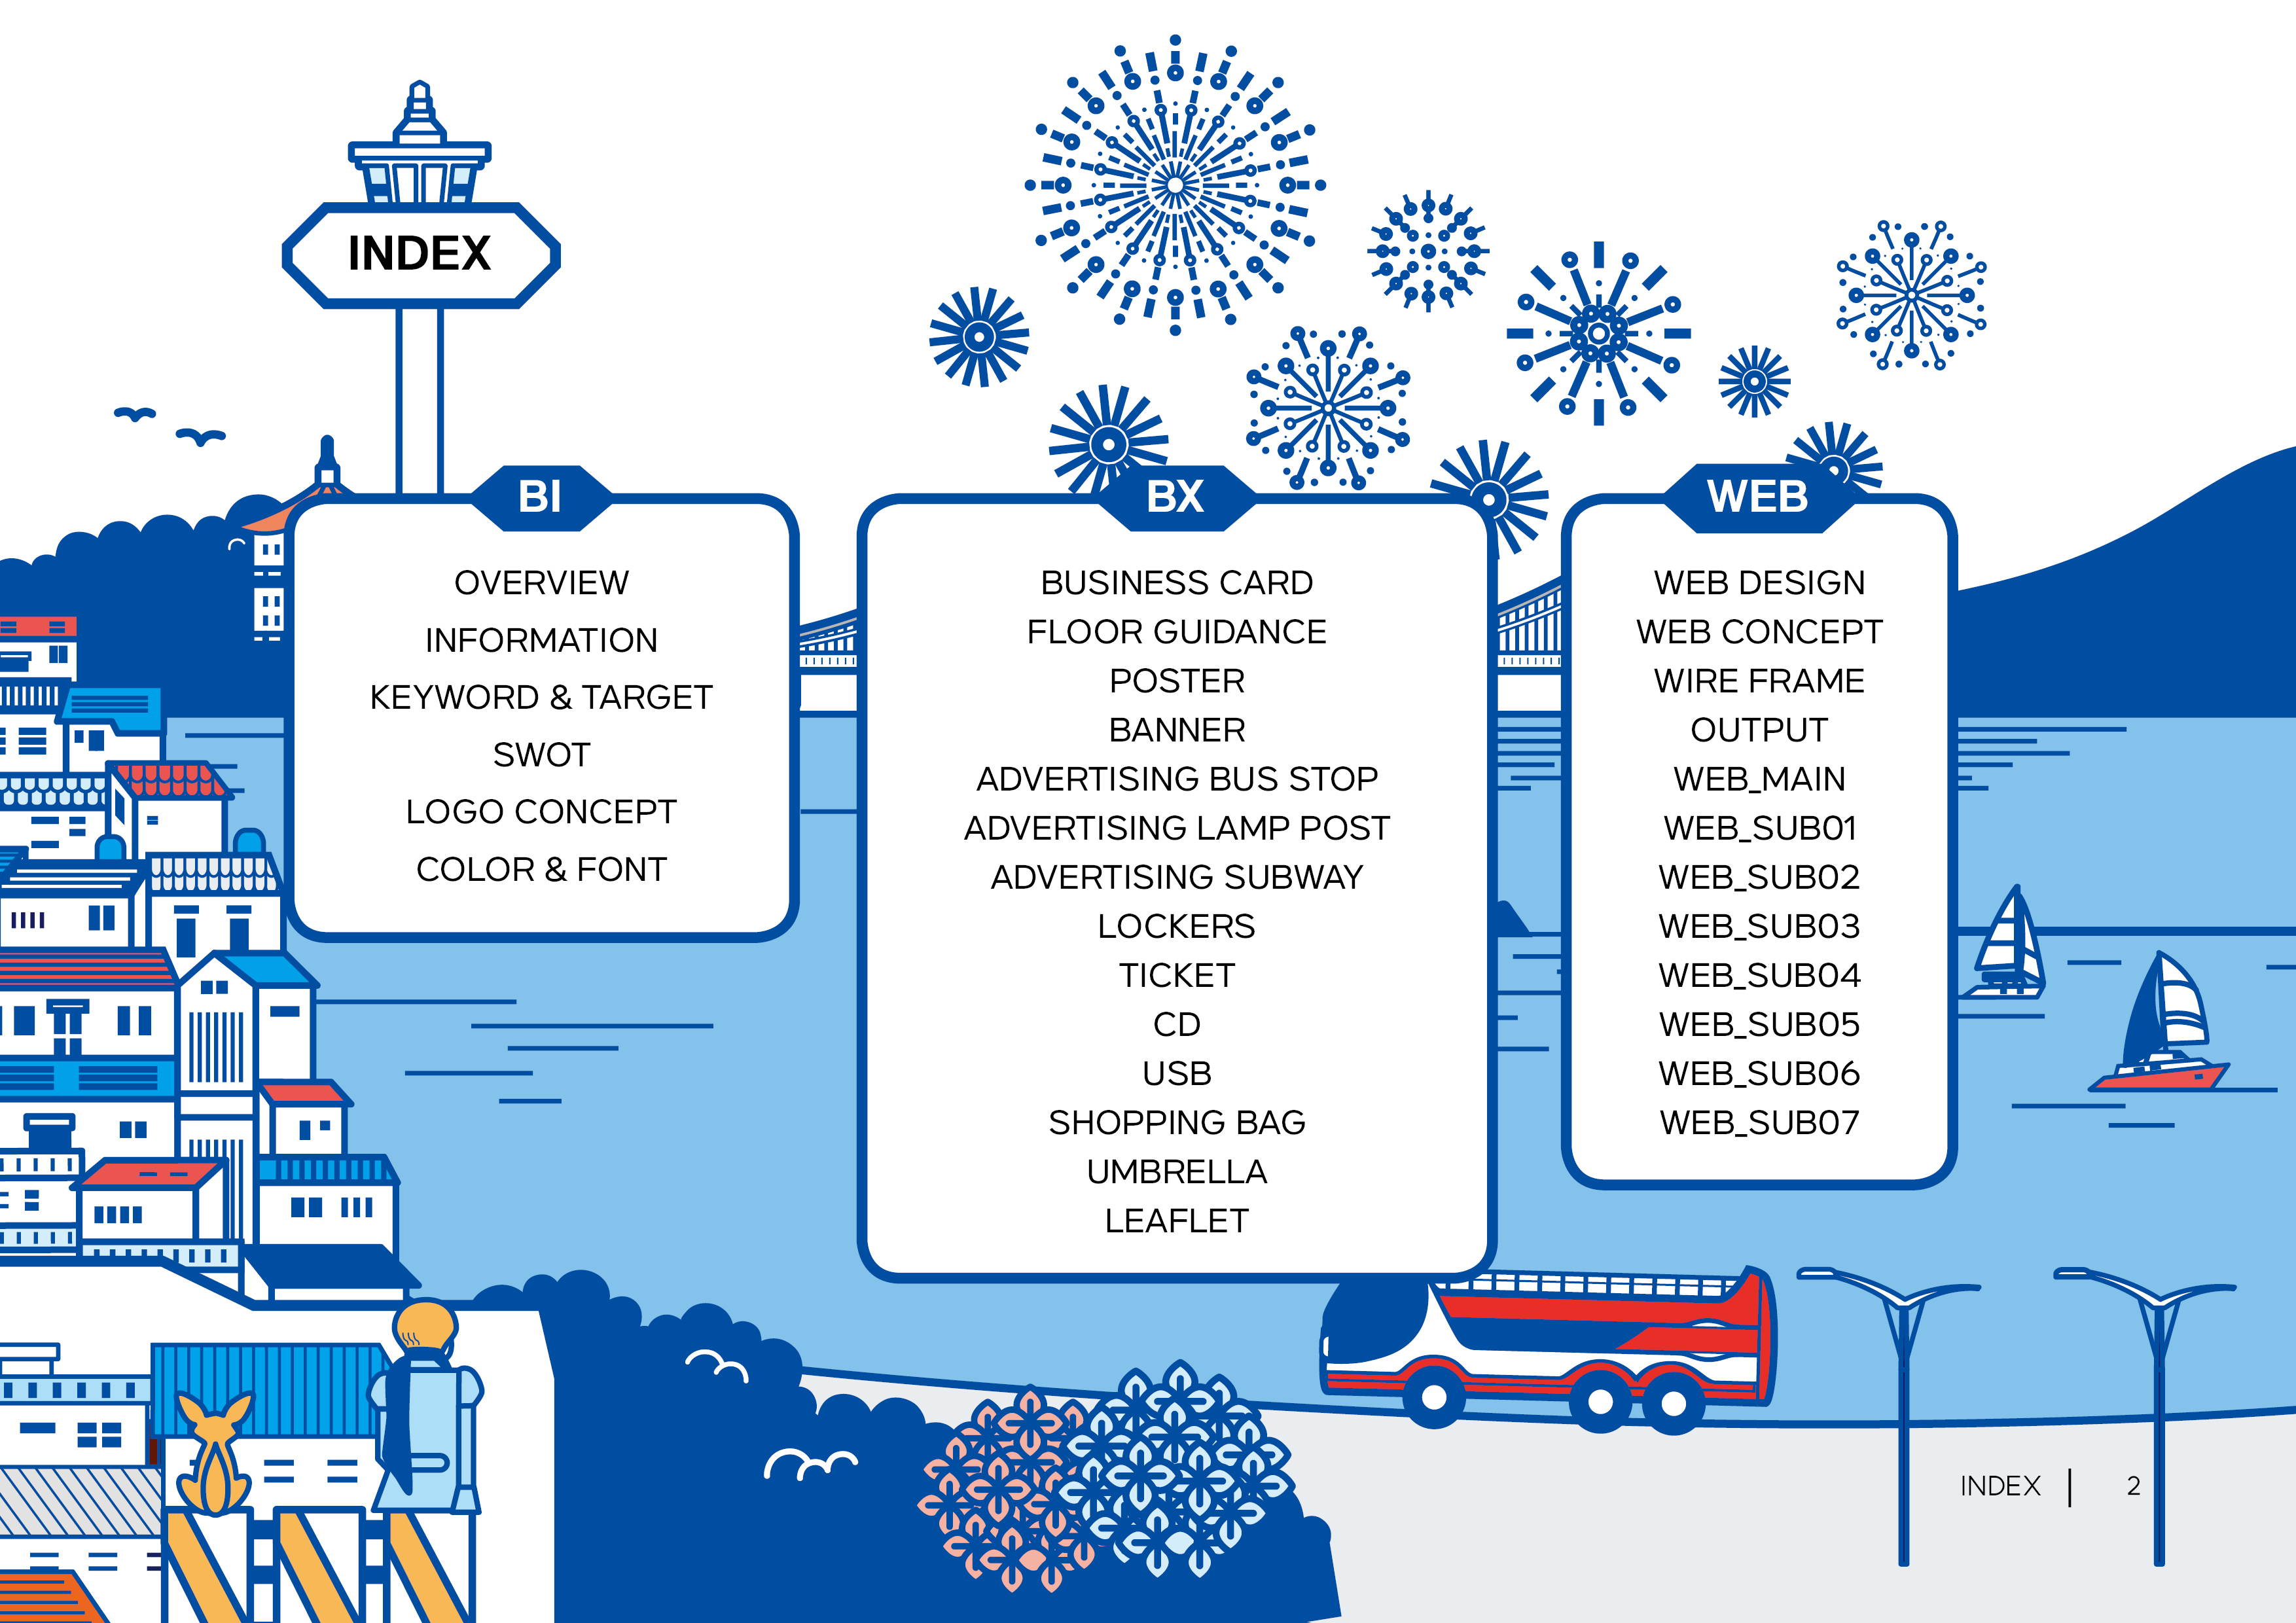 INDEX
BI
OVERVIEW
INFORMATION
KEYWORD & TARGET
SWOT
LOGO CONCEPT
COLOR & FONT
BX
BUSINESS CARD
FLOOR GUIDANCE
POSTER
BANNER
ADVERTISING BUS STOP
ADVERTISING LAMP POST
ADVERTISING SUBWAY
LOCKERS
TICKET
CD
USB
SHOPPING BAG
UMBRELLA
LEAFLET
WEB
WEB DESIGN
WEB CONCEPT
WIRE FRAME
OUTPUT
WEB_MAIN
WEB_SUB01
WEB_SUB02
WEB_SUB03
WEB_SUB04
WEB_SUB05
WEB_SUB06
WEB_SUB07
INDEX | 2